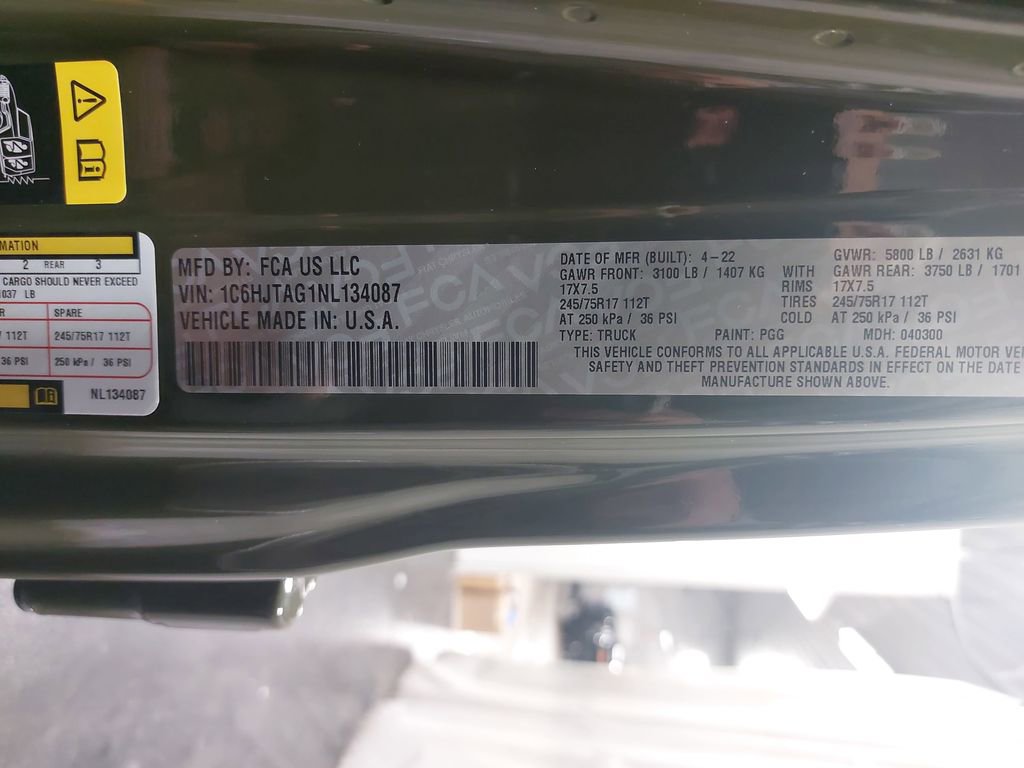 MATION
2 REAR 3
CARGO SHOULD NEVER EXCEED
1037 LB
SPARE
112T 245/75R17 112T
36 PSI 250 kPa / 36 PSI
NL134087
MFD BY: FCA US LLC
VIN: 1C6HJTAG1NL134087
VEHICLE MADE IN: U.S.A.
DATE OF MFR (BUILT): 4-22 GVWR: 5800 LB / 2631 KG
GAWR FRONT: 3100 LB / 1407 KG WITH GAWR REAR: 3750 LB / 1701
17X7.5 RIMS 17X7.5
245/75R17 112T TIRES 245/75R17 112T
AT 250 kPa / 36 PSI COLD AT 250 kPa / 36 PSI
TYPE: TRUCK PAINT: PGG MDH: 040300
THIS VEHICLE CONFORMS TO ALL APPLICABLE U.S.A. FEDERAL MOTOR VE
SAFETY AND THEFT PREVENTION STANDARDS IN EFFECT ON THE DATE
MANUFACTURE SHOWN ABOVE.